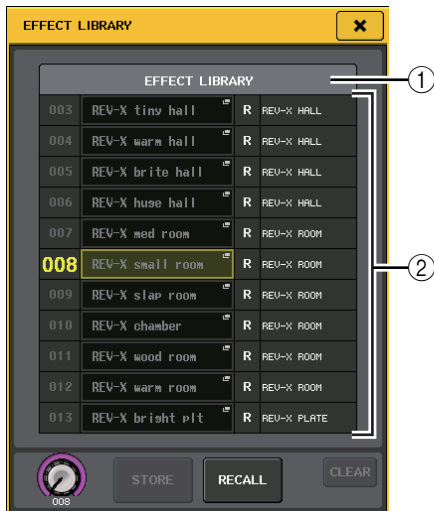 EFFECT LIBRARY ×
EFFECT LIBRARY ①
003 REV-X tiny hall R REV-X HALL
004 REV-X warm hall R REV-X HALL
005 REV-X brite hall R REV-X HALL
006 REV-X huge hall R REV-X HALL
007 REV-X med room R REV-X ROOM
008 REV-X small room R REV-X ROOM ②
009 REV-X slap room R REV-X ROOM
010 REV-X chamber R REV-X ROOM
011 REV-X wood room R REV-X ROOM
012 REV-X warm room R REV-X ROOM
013 REV-X bright plt R REV-X PLATE
008 STORE RECALL CLEAR